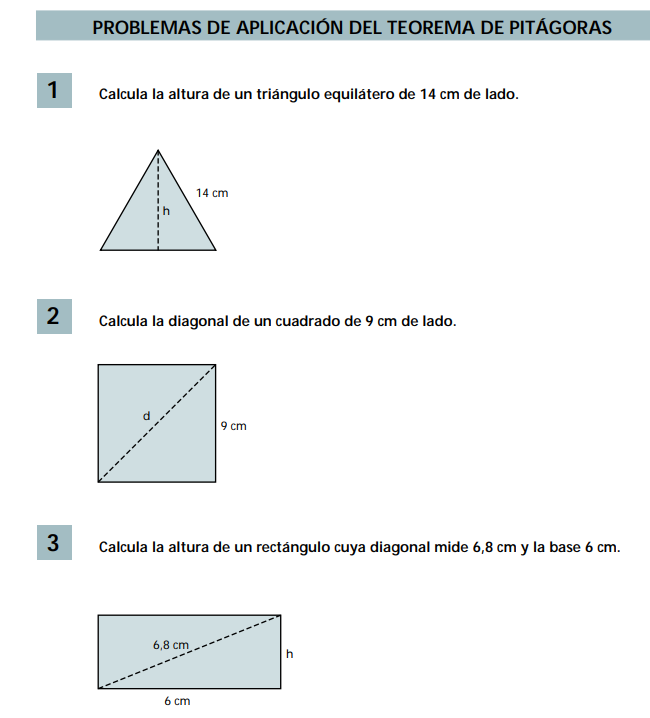 PROBLEMAS DE APLICACIÓN DEL TEOREMA DE PITÁGORAS
1
Calcula la altura de un triángulo equilátero de 14 cm de lado.
14 cm
h
2
Calcula la diagonal de un cuadrado de 9 cm de lado.
d
9 cm
3
Calcula la altura de un rectángulo cuya diagonal mide 6,8 cm y la base 6 cm.
6,8 cm
h
6 cm